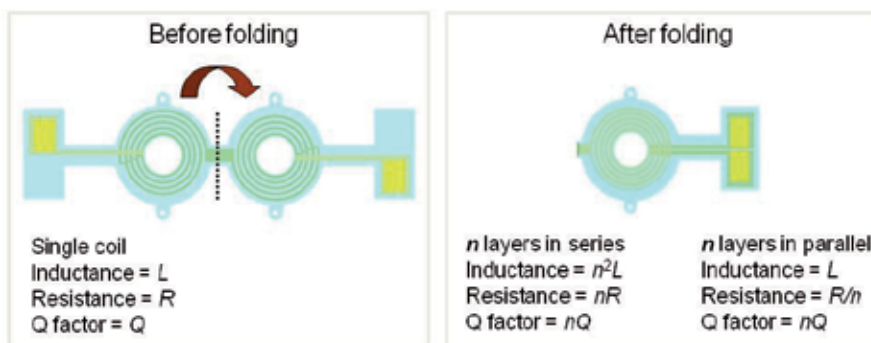 Before folding
Single coil
Inductance = L
Resistance = R
Q factor = Q
After folding
n layers in series
Inductance = n²L
Resistance = nR
Q factor = nQ
n layers in parallel
Inductance = L
Resistance = R/n
Q factor = nQ